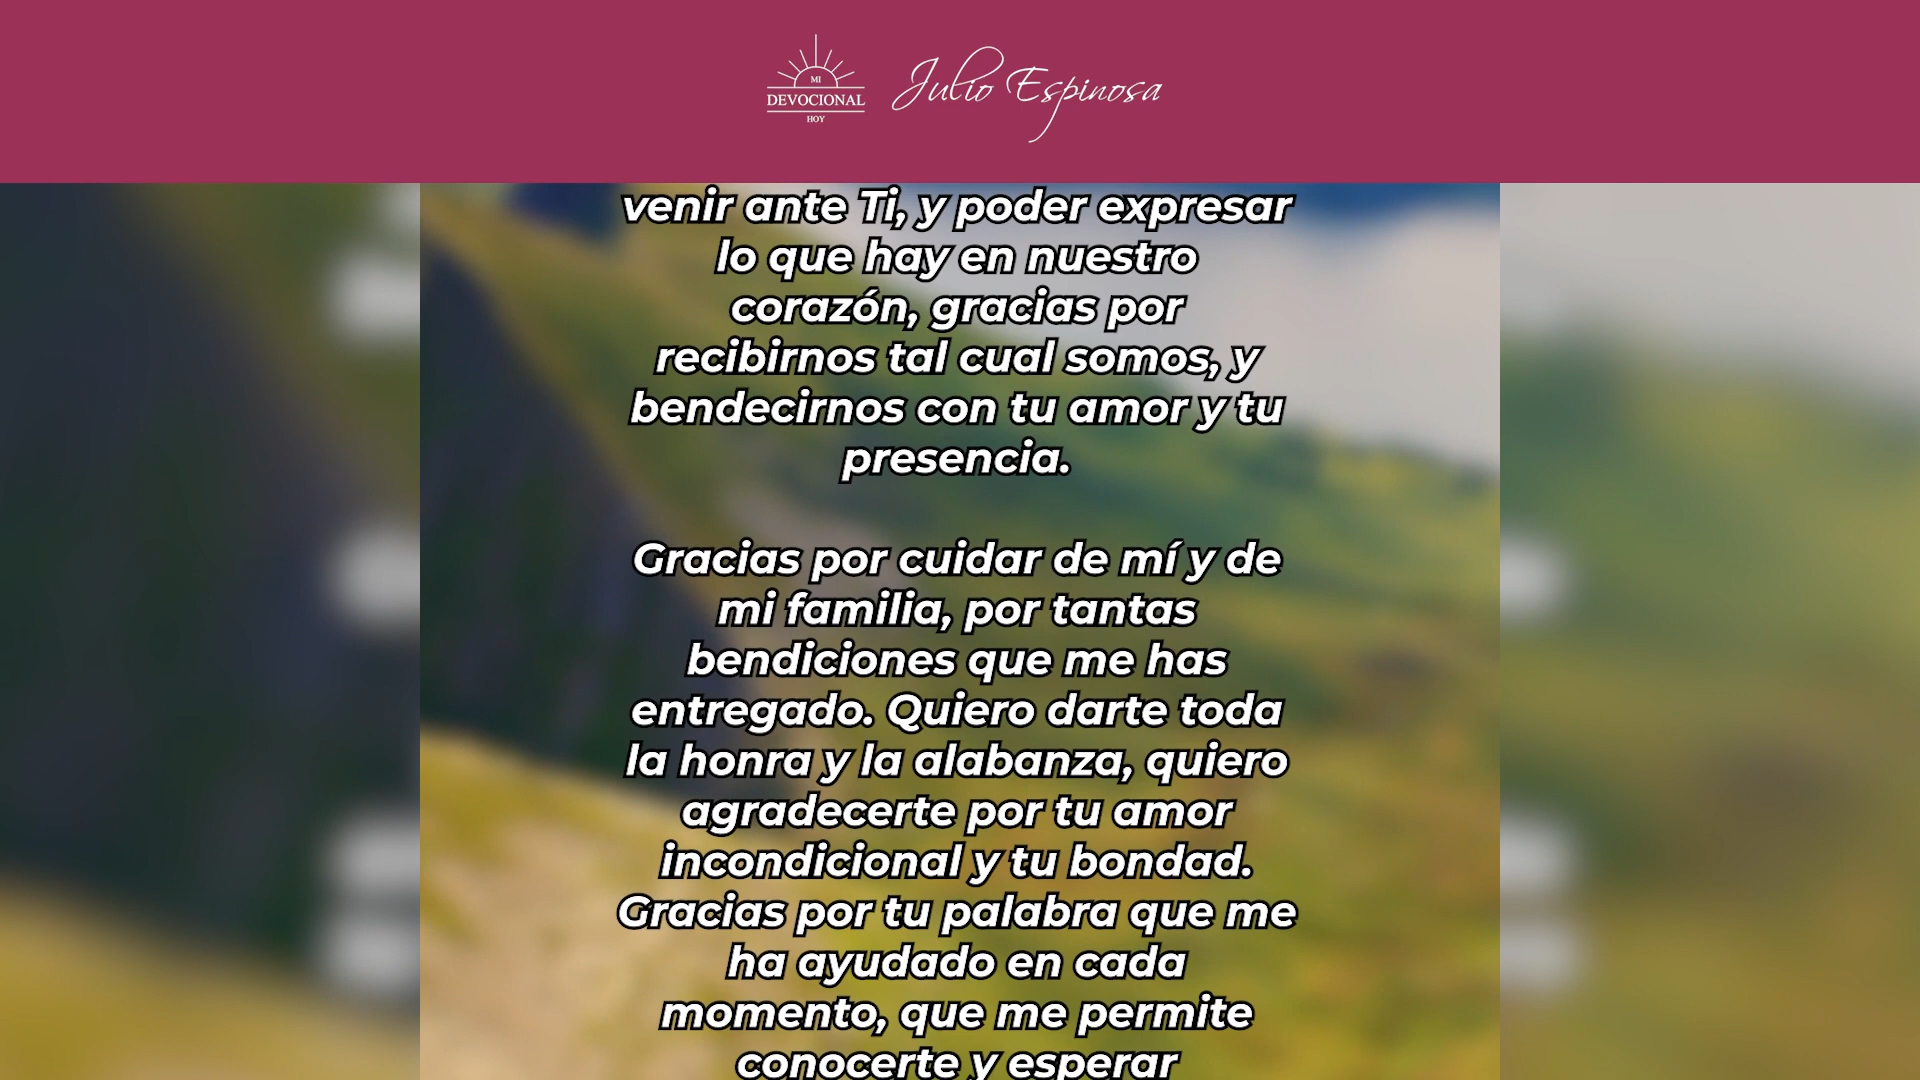 MI
DEVOCIONAL
HOY
Julio Espinosa
venir ante Ti, y poder expresar
lo que hay en nuestro
corazón, gracias por
recibirnos tal cual somos, y
bendecirnos con tu amor y tu
presencia.
Gracias por cuidar de mí y de
mi familia, por tantas
bendiciones que me has
entregado. Quiero darte toda
la honra y la alabanza, quiero
agradecerte por tu amor
incondicional y tu bondad.
Gracias por tu palabra que me
ha ayudado en cada
momento, que me permite
conocerte y esperar